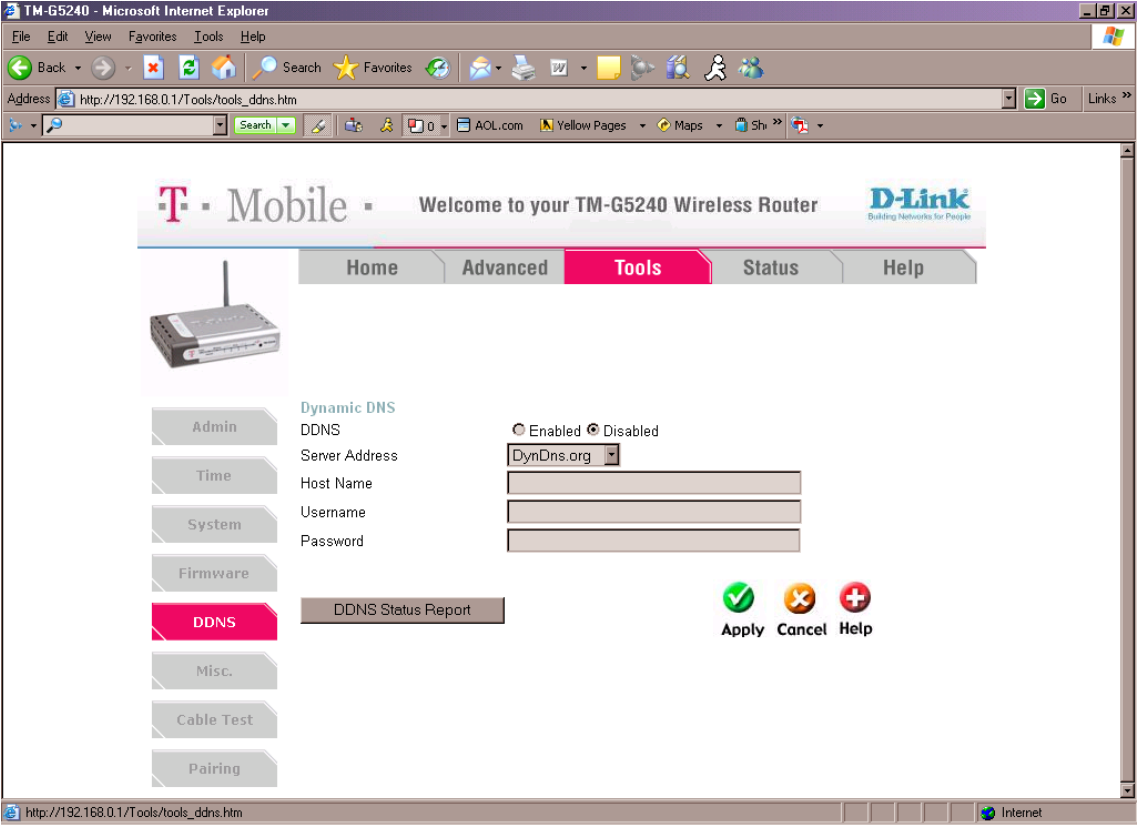 TM-G5240 - Microsoft Internet Explorer
File Edit View Favorites Tools Help
Back Search Favorites
Address http://192.168.0.1/Tools/tools_ddns.htm Go Links »
Search 0 AOL.com Yellow Pages Maps »
T · Mobile · Welcome to your TM-G5240 Wireless Router D-Link
Building Networks for People
Home Advanced Tools Status Help
Dynamic DNS
Admin
DDNS Enabled Disabled
Server Address DynDns.org
Time
Host Name
Username
System
Password
Firmware
DDNS Status Report
DDNS
Apply Cancel Help
Misc.
Cable Test
Pairing
http://192.168.0.1/Tools/tools_ddns.htm Internet